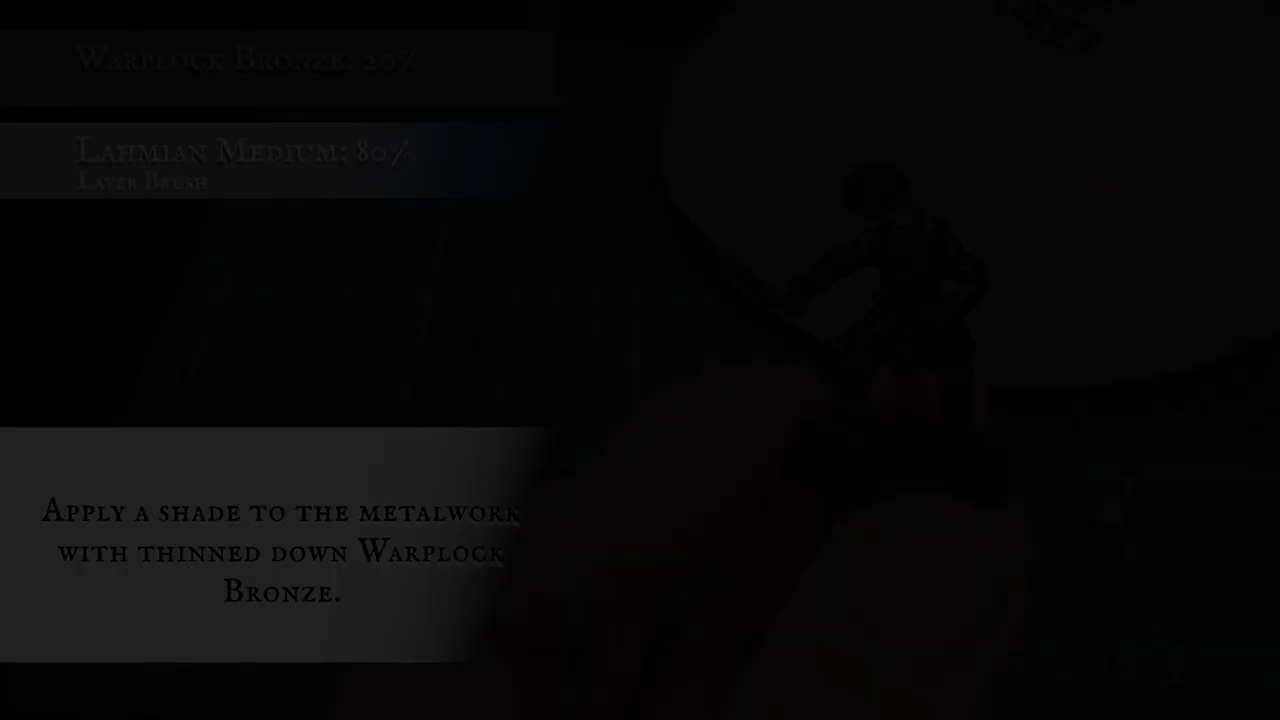 Warplock Bronze: 20%
Lahmian Medium: 80%
Layer Brush
Apply a shade to the metalwork
with thinned down Warplock
Bronze.